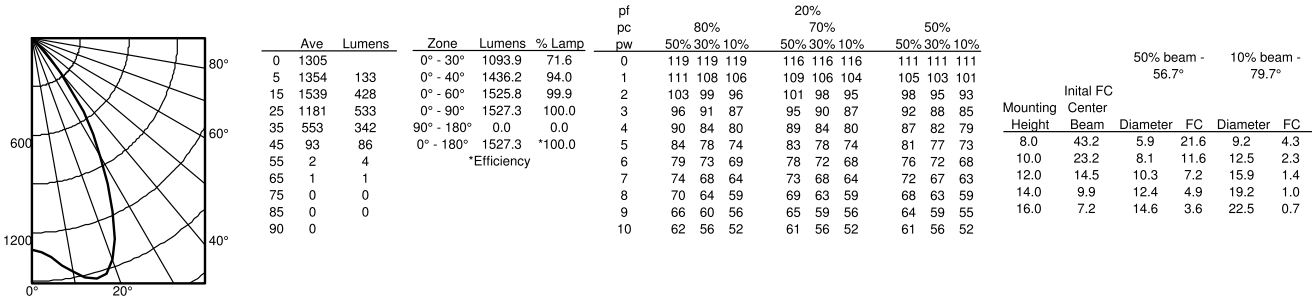 600
1200
0°
20°
40°
60°
80°
Ave Lumens
0 1305
5 1354 133
15 1539 428
25 1181 533
35 553 342
45 93 86
55 2 4
65 1 1
75 0 0
85 0 0
90 0
Zone Lumens % Lamp
0° - 30° 1093.9 71.6
0° - 40° 1436.2 94.0
0° - 60° 1525.8 99.9
0° - 90° 1527.3 100.0
90° - 180° 0.0 0.0
0° - 180° 1527.3 *100.0
*Efficiency
pf 20%
pc 80% 70% 50%
pw 50% 30% 10% 50% 30% 10% 50% 30% 10%
0 119 119 119 116 116 116 111 111 111
1 111 108 106 109 106 104 105 103 101
2 103 99 96 101 98 95 98 95 93
3 96 91 87 95 90 87 92 88 85
4 90 84 80 89 84 80 87 82 79
5 84 78 74 83 78 74 81 77 73
6 79 73 69 78 72 68 76 72 68
7 74 68 64 73 68 64 72 67 63
8 70 64 59 69 63 59 68 63 59
9 66 60 56 65 59 56 64 59 55
10 62 56 52 61 56 52 61 56 52
50% beam - 10% beam -
56.7° 79.7°
Inital FC
Mounting Center
Height Beam Diameter FC Diameter FC
8.0 43.2 5.9 21.6 9.2 4.3
10.0 23.2 8.1 11.6 12.5 2.3
12.0 14.5 10.3 7.2 15.9 1.4
14.0 9.9 12.4 4.9 19.2 1.0
16.0 7.2 14.6 3.6 22.5 0.7